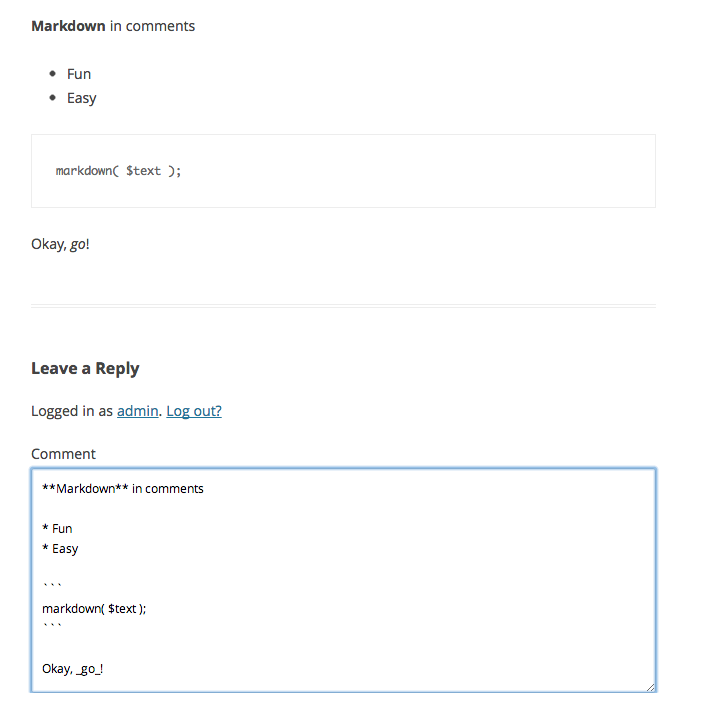 Markdown in comments
• Fun
• Easy
markdown( $text );
Okay, go!
Leave a Reply
Logged in as admin. Log out?
Comment
**Markdown** in comments
* Fun
* Easy
```
markdown( $text );
```
Okay, _go_!